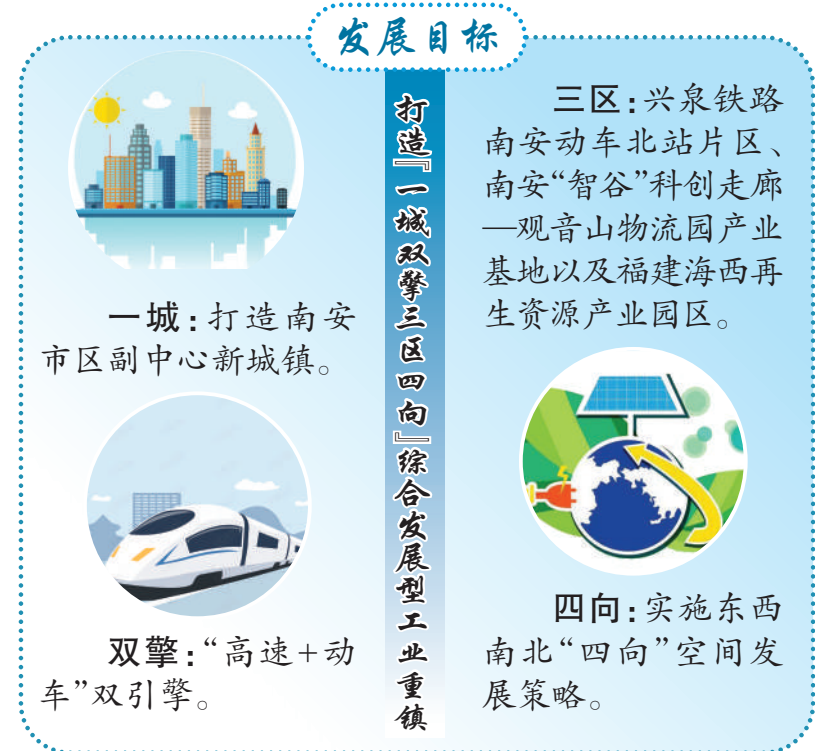 发展目标
一城:打造南安
市区副中心新城镇。
双擎:“高速+动
车”双引擎。
打造『一城双擎三区四向』综合发展型工业重镇
三区:兴泉铁路
南安动车北站片区、
南安“智谷”科创走廊
—观音山物流园产业
基地以及福建海西再
生资源产业园区。
四向:实施东西
南北“四向”空间发
展策略。